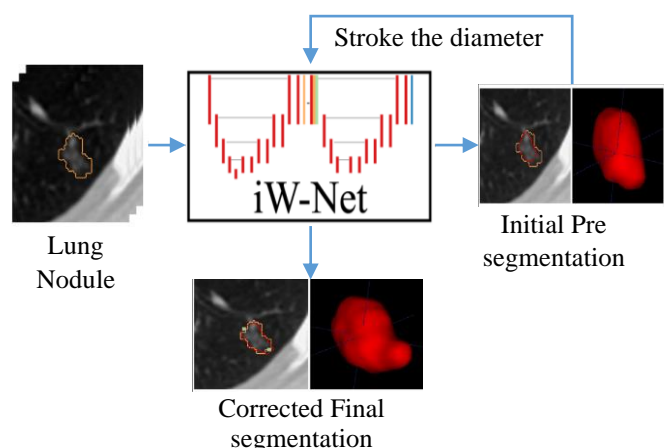 Stroke the diameter
iW-Net
Lung
Nodule
Initial Pre
segmentation
Corrected Final
segmentation